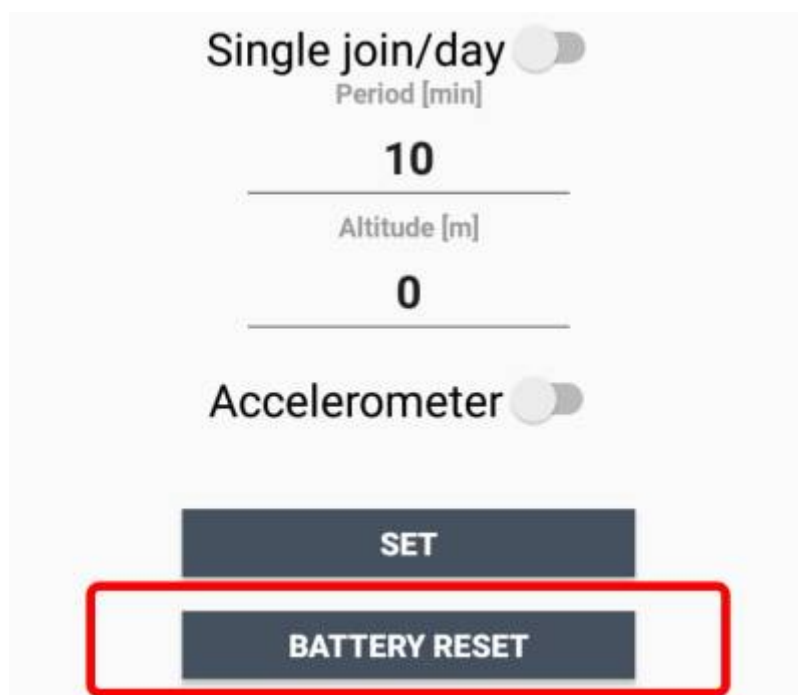 Single join/day
Period [min]
10
Altitude [m]
0
Accelerometer
SET
BATTERY RESET